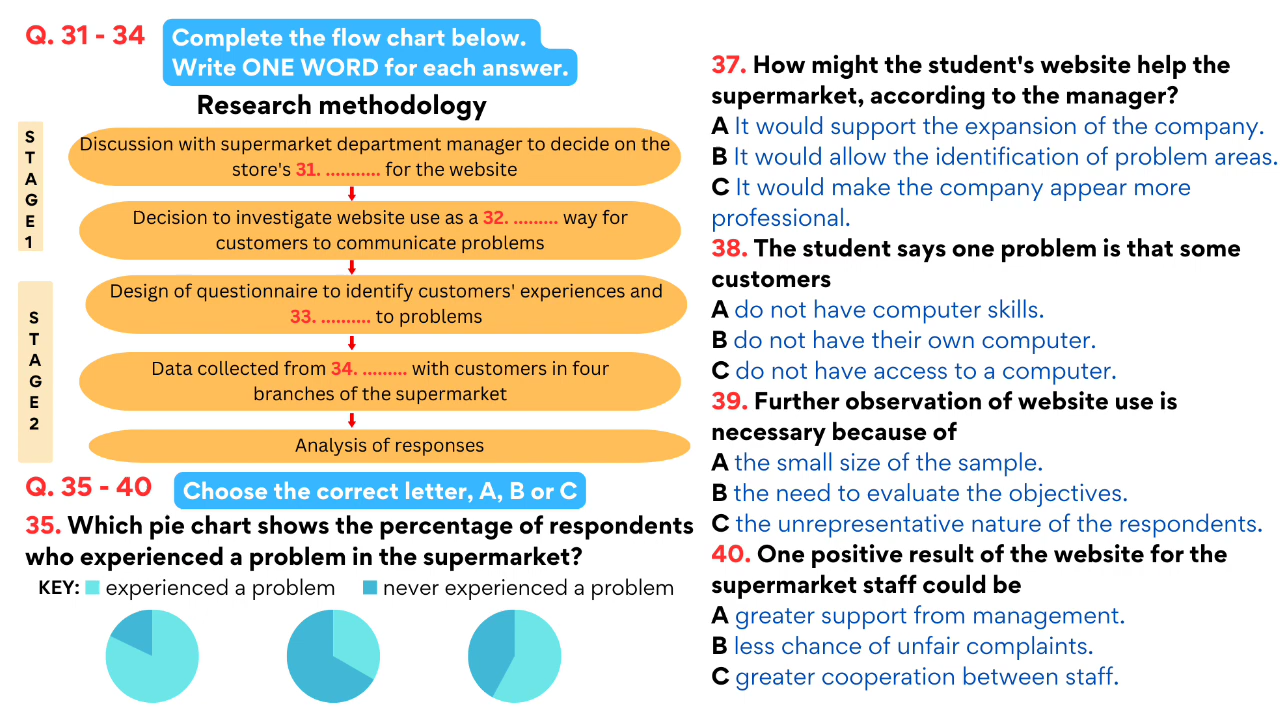 Q. 31 - 34
Complete the flow chart below.
Write ONE WORD for each answer.
Research methodology
STAGE1
Discussion with supermarket department manager to decide on the
store's 31. ........... for the website
Decision to investigate website use as a 32. ......... way for
customers to communicate problems
STAGE2
Design of questionnaire to identify customers' experiences and
33. .......... to problems
Data collected from 34. ......... with customers in four
branches of the supermarket
Analysis of responses
Q. 35 - 40
Choose the correct letter, A, B or C
35. Which pie chart shows the percentage of respondents
who experienced a problem in the supermarket?
KEY: experienced a problem never experienced a problem
37. How might the student's website help the
supermarket, according to the manager?
A It would support the expansion of the company.
B It would allow the identification of problem areas.
C It would make the company appear more
professional.
38. The student says one problem is that some
customers
A do not have computer skills.
B do not have their own computer.
C do not have access to a computer.
39. Further observation of website use is
necessary because of
A the small size of the sample.
B the need to evaluate the objectives.
C the unrepresentative nature of the respondents.
40. One positive result of the website for the
supermarket staff could be
A greater support from management.
B less chance of unfair complaints.
C greater cooperation between staff.